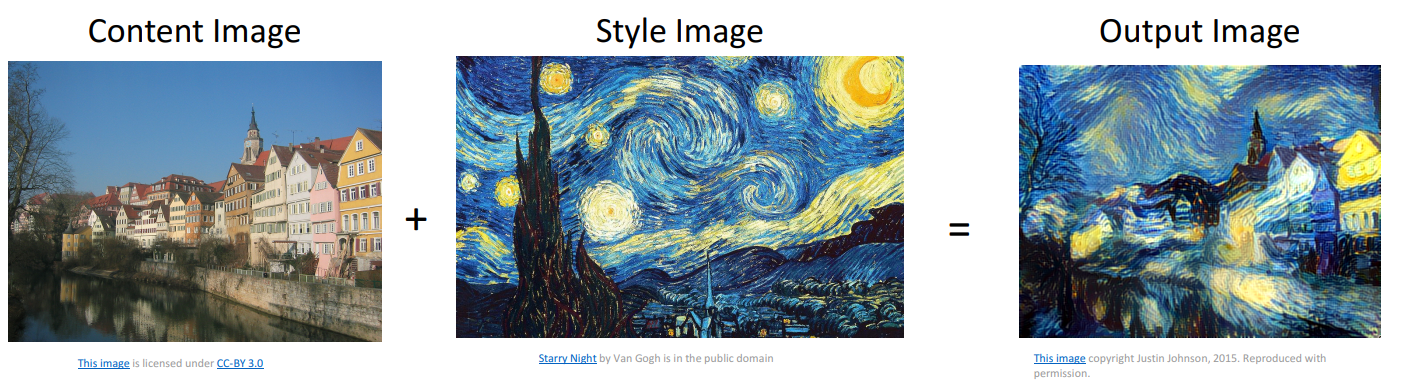 Content Image
Style Image
Output Image
+
=
This image is licensed under CC-BY 3.0
Starry Night by Van Gogh is in the public domain
This image copyright Justin Johnson, 2015. Reproduced with
permission.